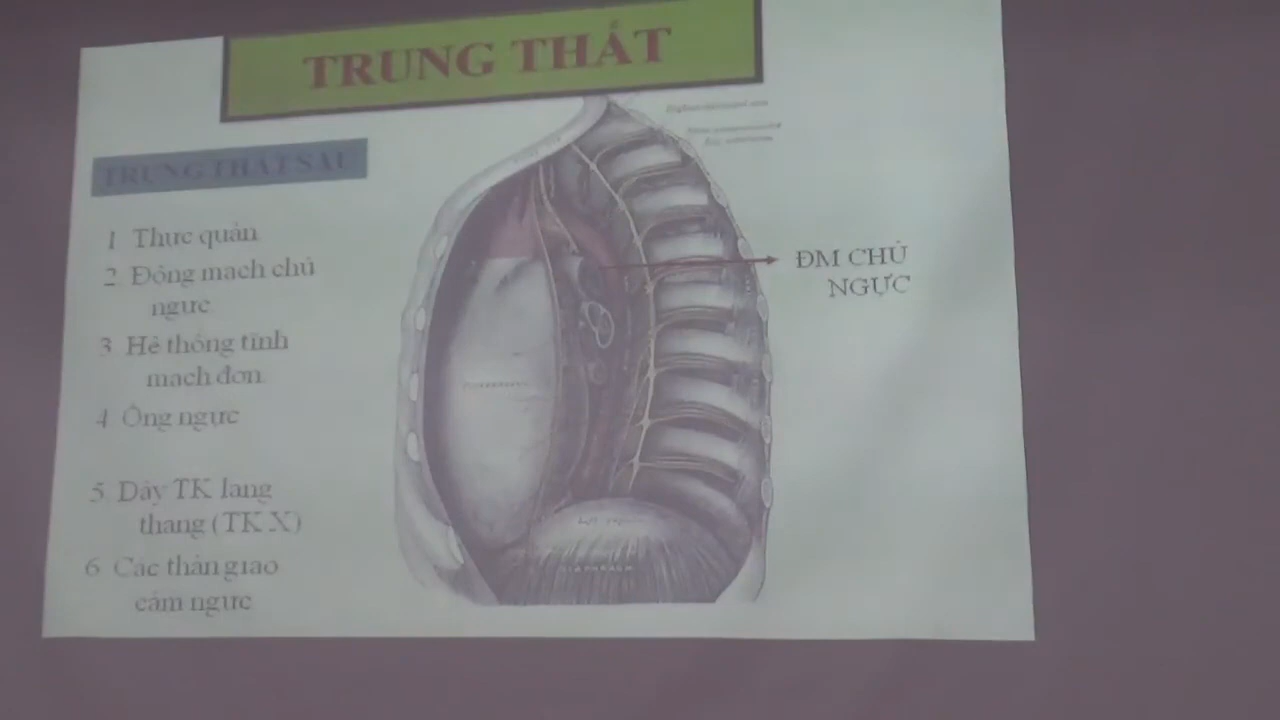 TRUNG THẤT
TRUNG THẤT SAU
1 Thực quản
2. Động mạch chủ
ngực
3 Hệ thống tĩnh
mạch đơn
4 Ống ngực
5. Dây TK lang
thang (TK X)
6 Các thân giao
cảm ngực
ĐM CHỦ
NGỰC
DIAPHRAGM